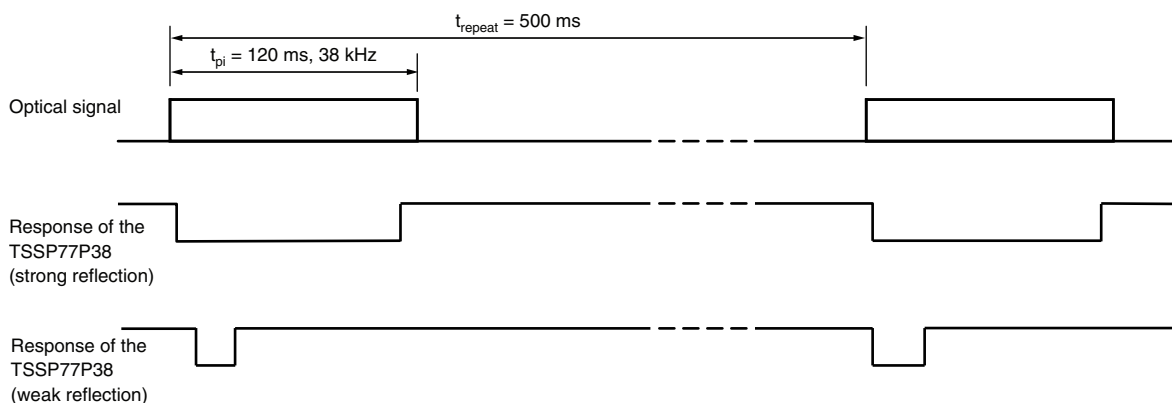 t_repeat = 500 ms
t_pi = 120 ms, 38 kHz
Optical signal
Response of the
TSSP77P38
(strong reflection)
Response of the
TSSP77P38
(weak reflection)